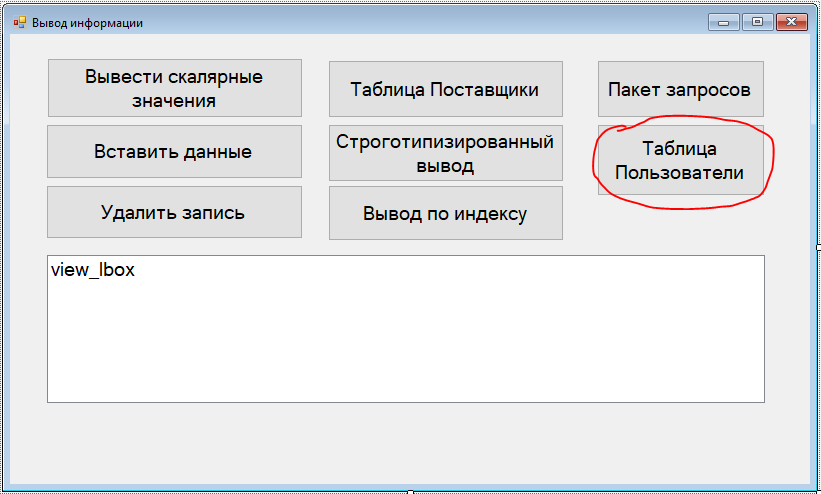 Вывод информации
Вывести скалярные
значения
Таблица Поставщики
Пакет запросов
Вставить данные
Строготипизированный
вывод
Таблица
Пользователи
Удалить запись
Вывод по индексу
view_lbox